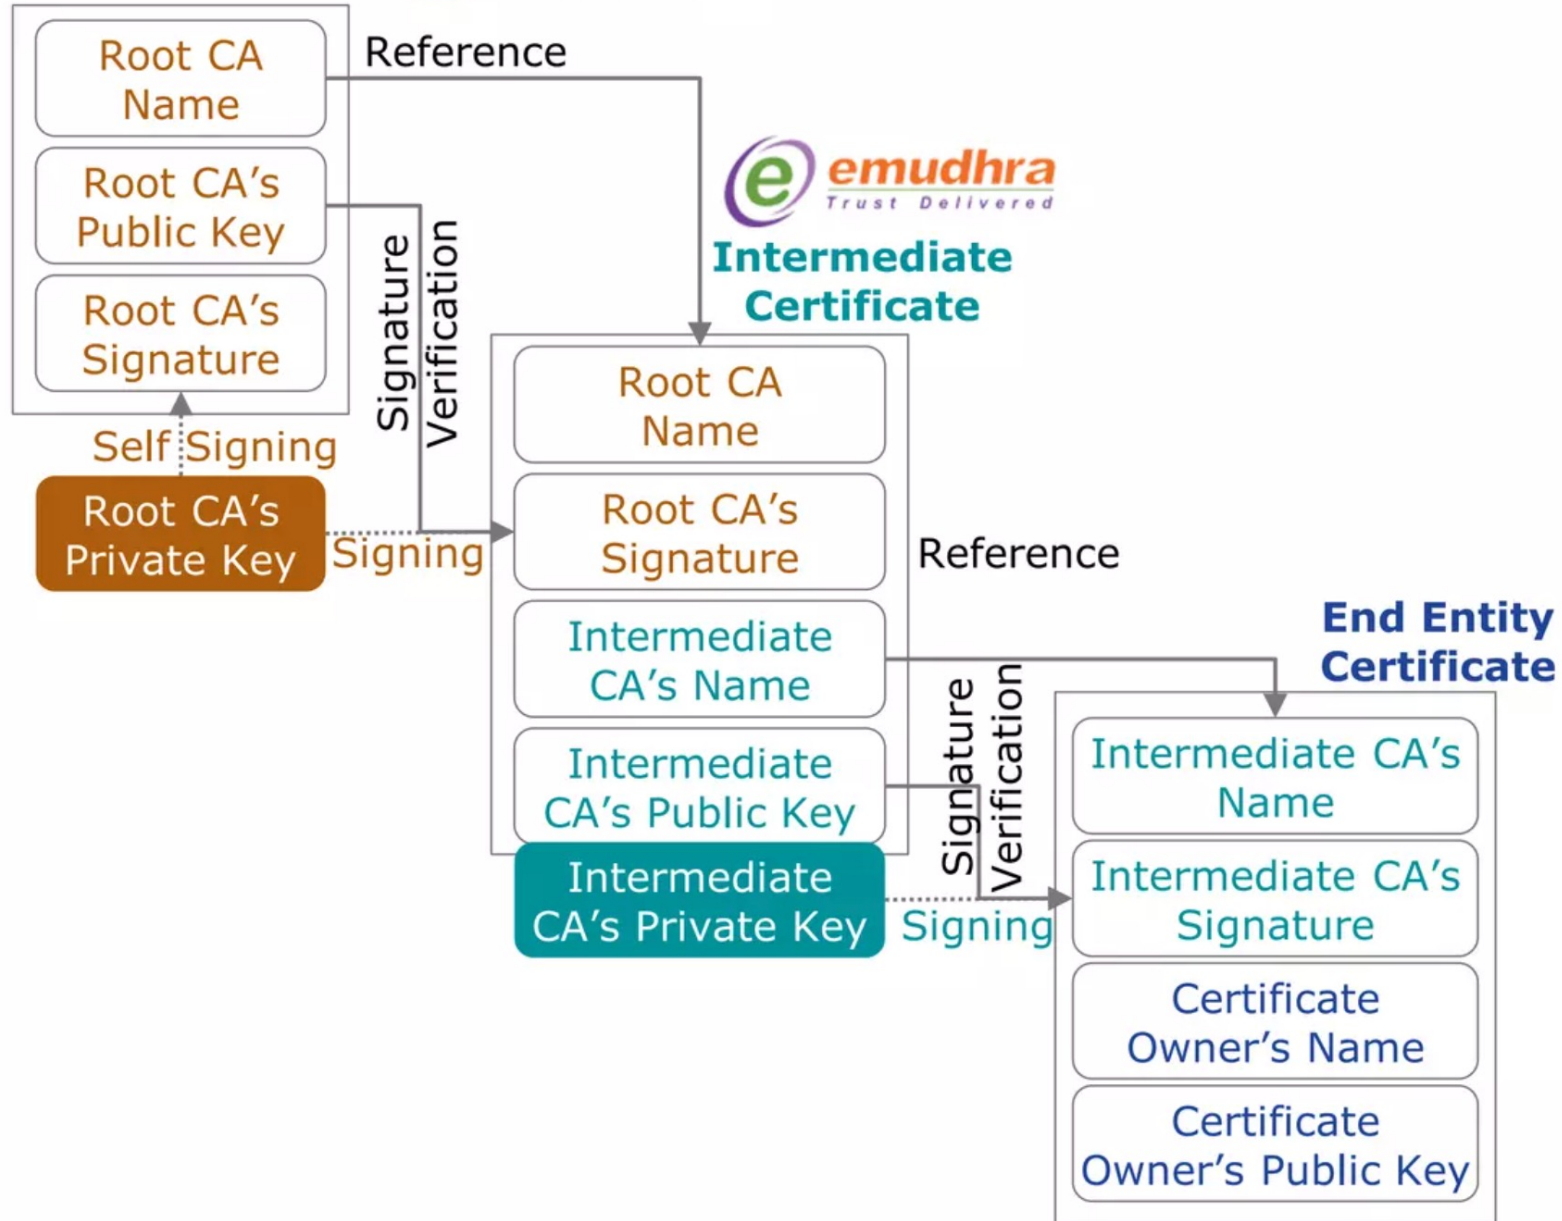 Root CA
Name
Root CA's
Public Key
Root CA's
Signature
Self Signing
Root CA's
Private Key
Reference
Signature
Verification
Signing
emudhra
Trust Delivered
Intermediate
Certificate
Root CA
Name
Root CA's
Signature
Intermediate
CA's Name
Intermediate
CA's Public Key
Intermediate
CA's Private Key
Reference
Signature
Verification
Signing
End Entity
Certificate
Intermediate CA's
Name
Intermediate CA's
Signature
Certificate
Owner's Name
Certificate
Owner's Public Key